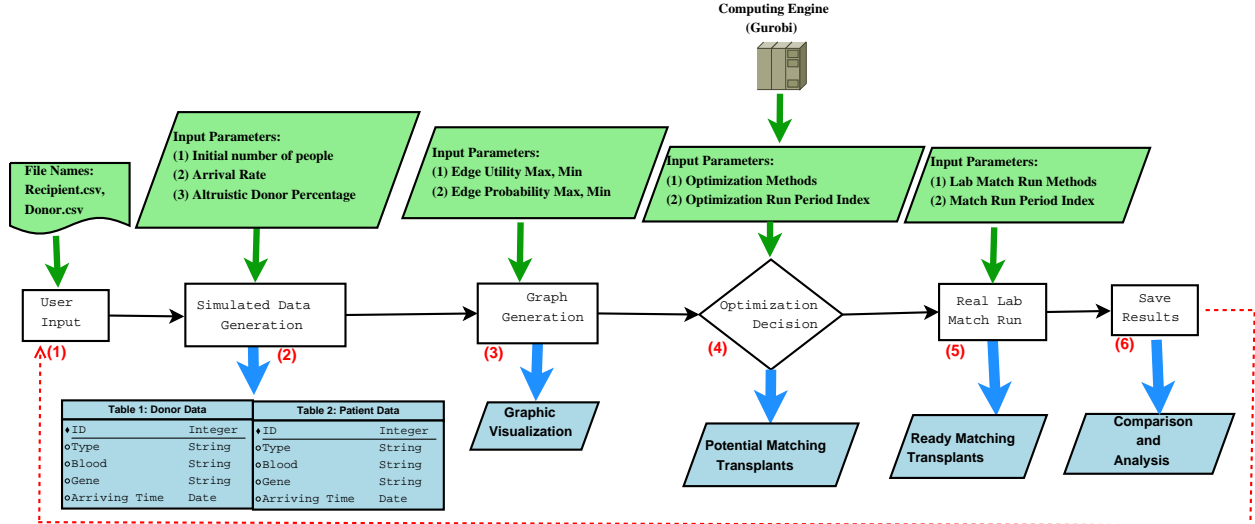 Computing Engine
(Gurobi)
File Names:
Recipient.csv,
Donor.csv
Input Parameters:
(1) Initial number of people
(2) Arrival Rate
(3) Altruistic Donor Percentage
Input Parameters:
(1) Edge Utility Max, Min
(2) Edge Probability Max, Min
Input Parameters:
(1) Optimization Methods
(2) Optimization Run Period Index
Input Parameters:
(1) Lab Match Run Methods
(2) Match Run Period Index
User
Input
(1)
Simulated Data
Generation
(2)
Graph
Generation
(3)
Optimization
Decision
(4)
Real Lab
Match Run
(5)
Save
Results
(6)
Table 1: Donor Data
ID Integer
Type String
Blood String
Gene String
Arriving Time Date
Table 2: Patient Data
ID Integer
Type String
Blood String
Gene String
Arriving Time Date
Graphic
Visualization
Potential Matching
Transplants
Ready Matching
Transplants
Comparison
and
Analysis